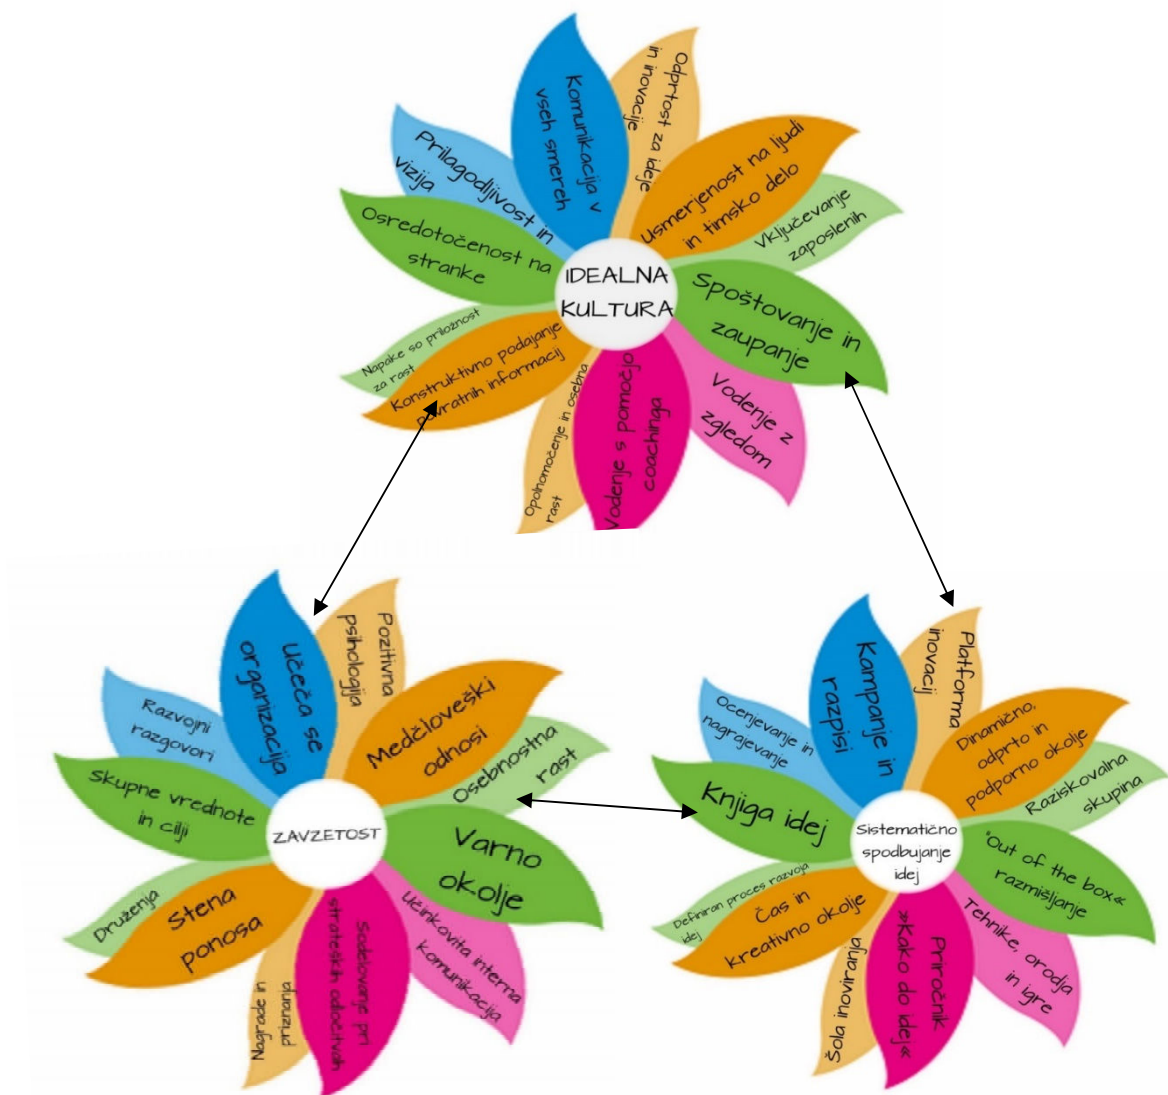 Komunikacija v
vseh smereh
Odprtost za ideje
in inovacije
Usmerjenost na ljudi
in timsko delo
Vključevanje
zaposlenih
Spoštovanje in
zaupanje
Vodenje z
zgledom
Vodenje s pomočjo
coachinga
Opolnomočenje in osebna
rast
Konstruktivno podajanje
povratnih informacij
Napake so priložnost
za rast
Osredotočenost na
stranke
Prilagodljivost in
vizija
IDEALNA
KULTURA
Učeča se
organizacija
Pozitivna
psihologija
Medčloveški
odnosi
Osebnostna
rast
Varno
okolje
Učinkovita interna
komunikacija
Sodelovanje pri
strateških odločitvah
Nagrade in
priznanja
Stena
ponosa
Druženja
Skupne vrednote
in cilji
Razvojni
razgovori
ZAVZETOST
Kampanje in
razpisi
Platforma
inovacij
Dinamično,
odprto in
podporno okolje
Raziskovalna
skupina
"Out of the box«
razmišljanje
Tehnike, orodja
in igre
Priročnik
»Kako do idej«
Šola inoviranja
Čas in
kreativno okolje
Definiran proces razvoja
idej
Knjiga idej
Ocenjevanje in
nagrajevanje
Sistematično
spodbujanje
idej